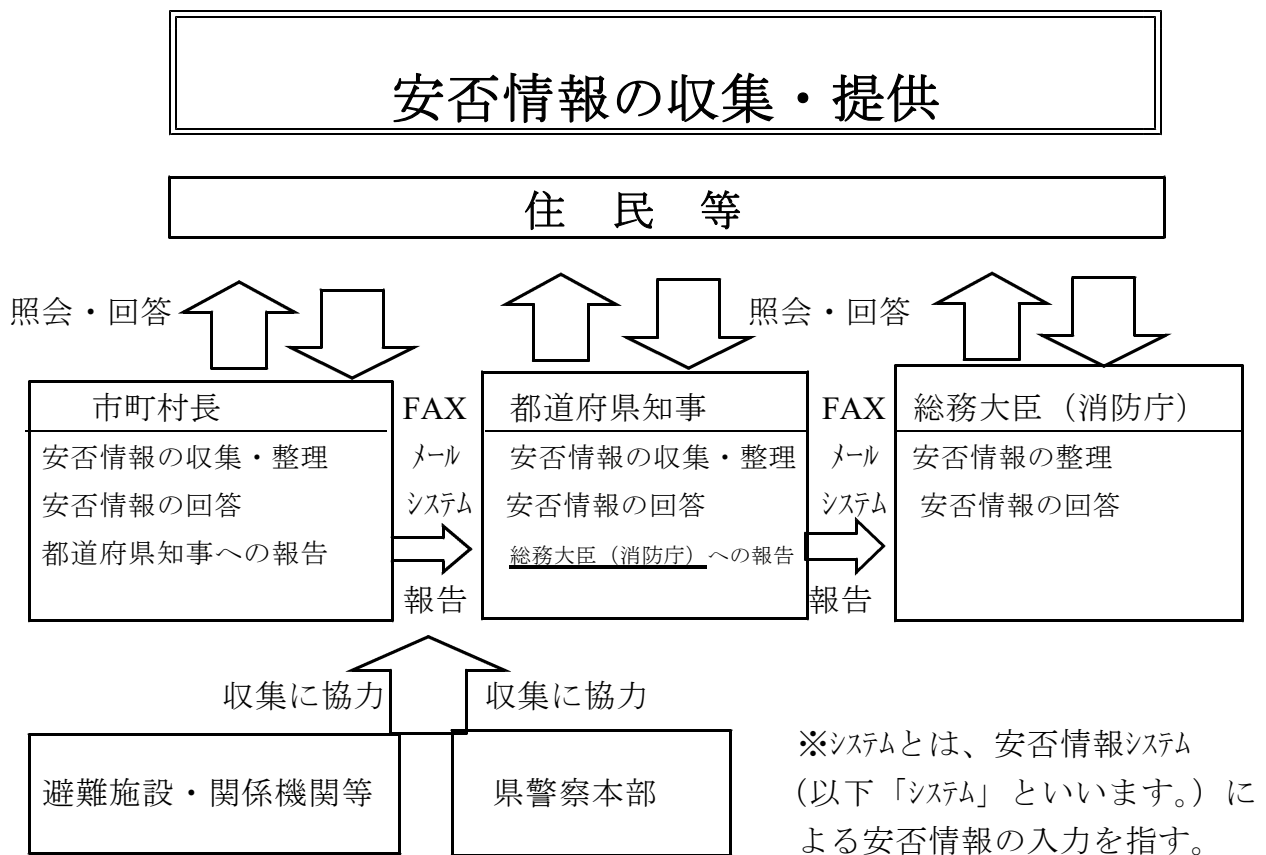 安否情報の収集・提供
住　民　等
照会・回答
照会・回答
市町村長
安否情報の収集・整理
安否情報の回答
都道府県知事への報告
FAX
ﾒｰﾙ
ｼｽﾃﾑ
報告
都道府県知事
安否情報の収集・整理
安否情報の回答
総務大臣（消防庁）への報告
FAX
ﾒｰﾙ
ｼｽﾃﾑ
報告
総務大臣（消防庁）
安否情報の整理
安否情報の回答
収集に協力
収集に協力
避難施設・関係機関等
県警察本部
※ｼｽﾃﾑとは、安否情報ｼｽﾃﾑ
（以下「ｼｽﾃﾑ」といいます。）に
よる安否情報の入力を指す。